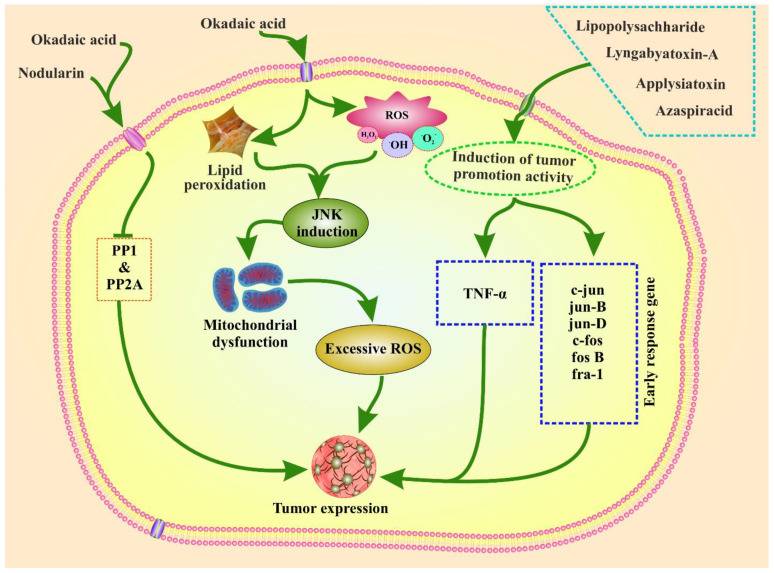 Okadaic acid
Nodularin
Okadaic acid
Lipopolysachharide
Lyngabyatoxin-A
Applysiatoxin
Azaspiracid
Lipid
peroxidation
ROS
H₂O₂
˙OH
˙O₂⁻
Induction of tumor
promotion activity
JNK
induction
PP1
&
PP2A
Mitochondrial
dysfunction
Excessive ROS
TNF-α
c-jun
jun-B
jun-D
c-fos
fos B
fra-1
Early response gene
Tumor expression